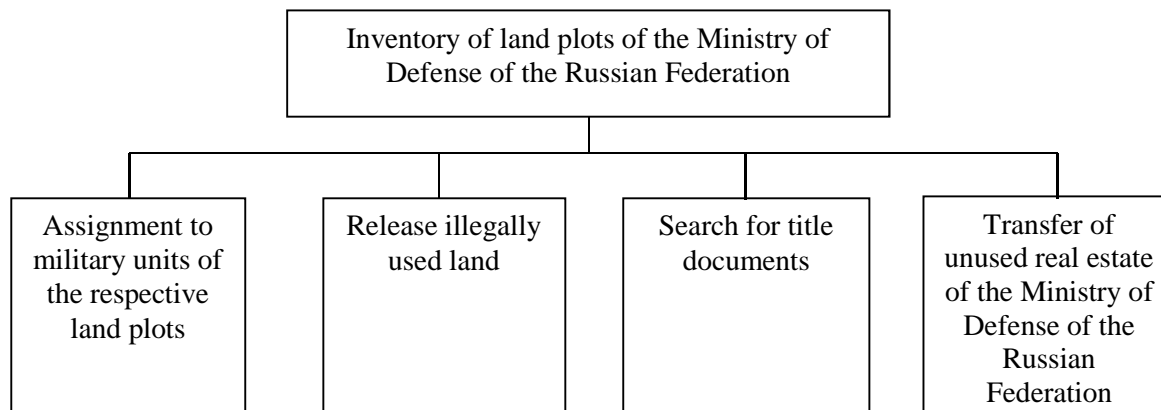 Inventory of land plots of the Ministry of
Defense of the Russian Federation
Assignment to
military units of
the respective
land plots
Release illegally
used land
Search for title
documents
Transfer of
unused real estate
of the Ministry of
Defense of the
Russian
Federation